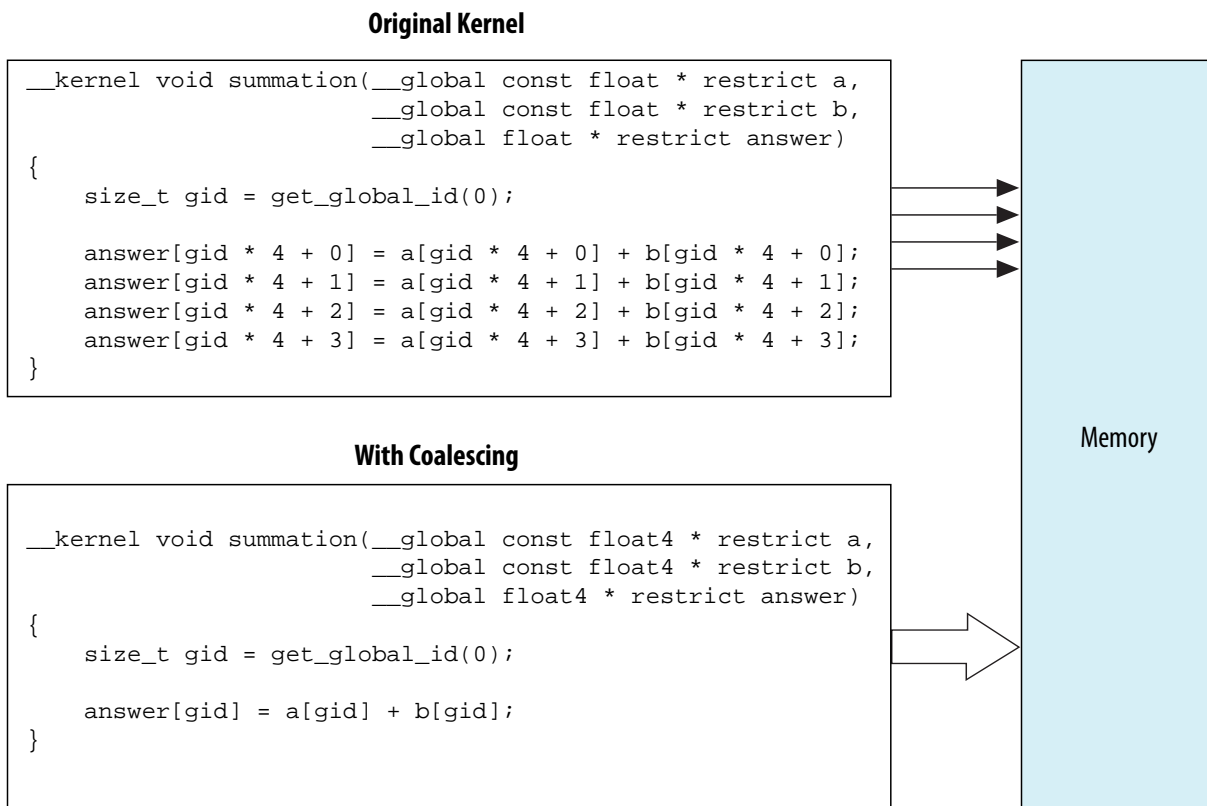 Original Kernel
__kernel void summation(__global const float * restrict a,
                        __global const float * restrict b,
                        __global float * restrict answer)
{
    size_t gid = get_global_id(0);
    answer[gid * 4 + 0] = a[gid * 4 + 0] + b[gid * 4 + 0];
    answer[gid * 4 + 1] = a[gid * 4 + 1] + b[gid * 4 + 1];
    answer[gid * 4 + 2] = a[gid * 4 + 2] + b[gid * 4 + 2];
    answer[gid * 4 + 3] = a[gid * 4 + 3] + b[gid * 4 + 3];
}
With Coalescing
__kernel void summation(__global const float4 * restrict a,
                        __global const float4 * restrict b,
                        __global float4 * restrict answer)
{
    size_t gid = get_global_id(0);
    answer[gid] = a[gid] + b[gid];
}
Memory